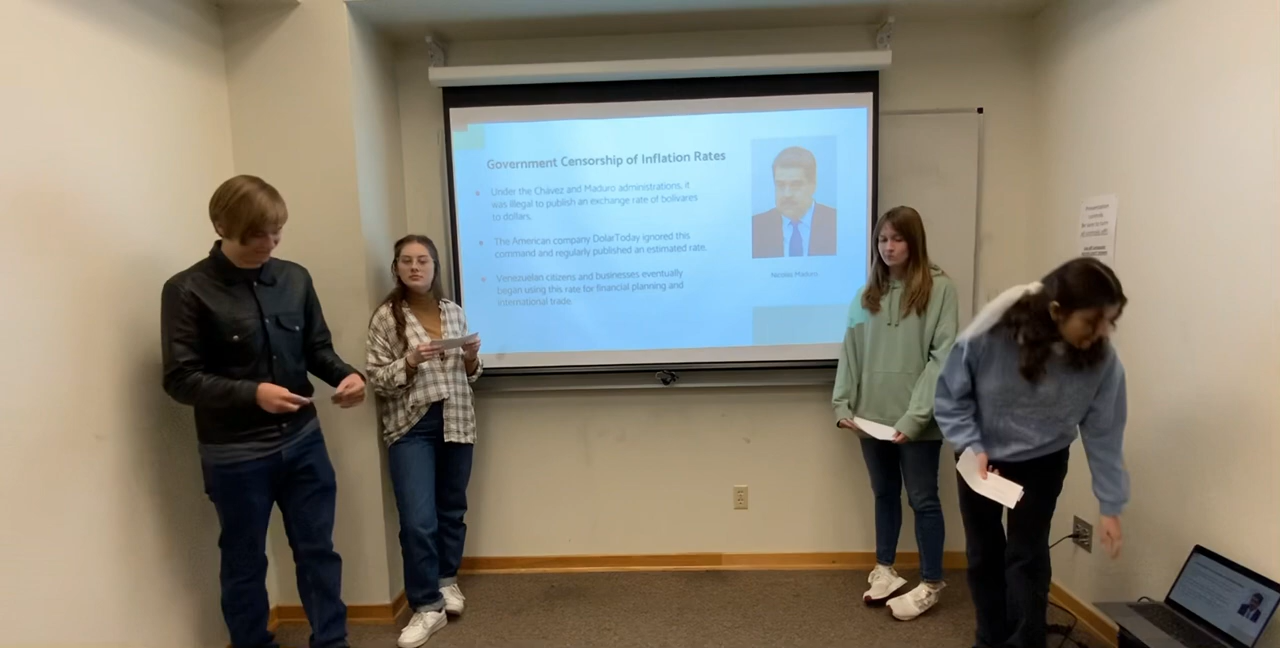 Government Censorship of Inflation Rates
Under the Chávez and Maduro administrations, it
was illegal to publish an exchange rate of bolívares
to dollars.
The American company DolarToday ignored this
command and regularly published an estimated rate.
Venezuelan citizens and businesses eventually
began using this rate for financial planning and
international trade.
Nicolás Maduro